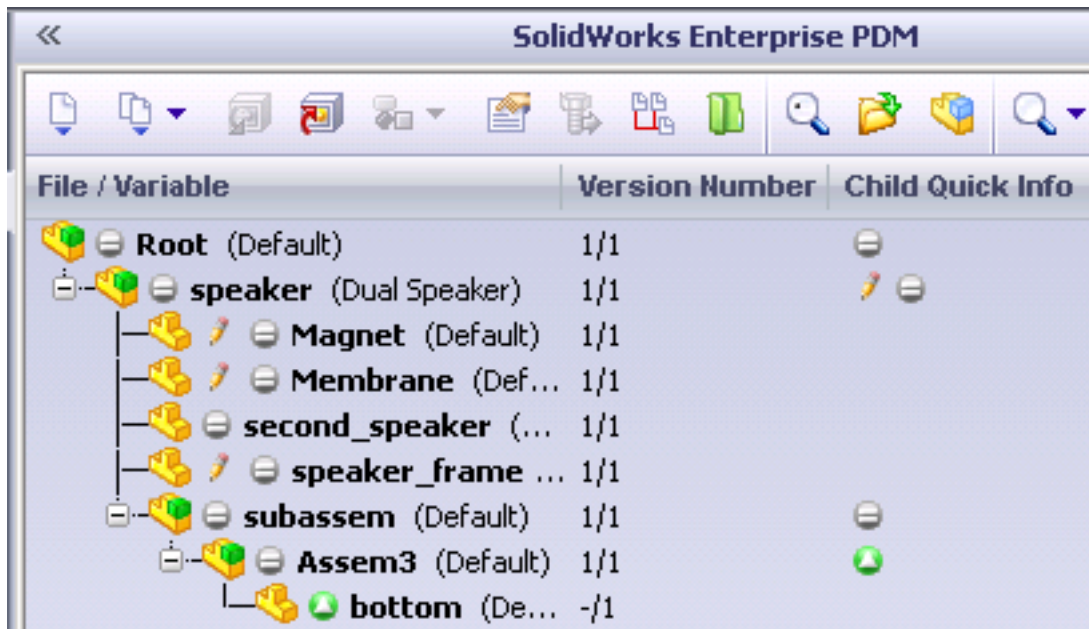 SolidWorks Enterprise PDM
File / Variable Version Number Child Quick Info
Root (Default) 1/1
speaker (Dual Speaker) 1/1
Magnet (Default) 1/1
Membrane (Def... 1/1
second_speaker (... 1/1
speaker_frame ... 1/1
subassem (Default) 1/1
Assem3 (Default) 1/1
bottom (De... -/1